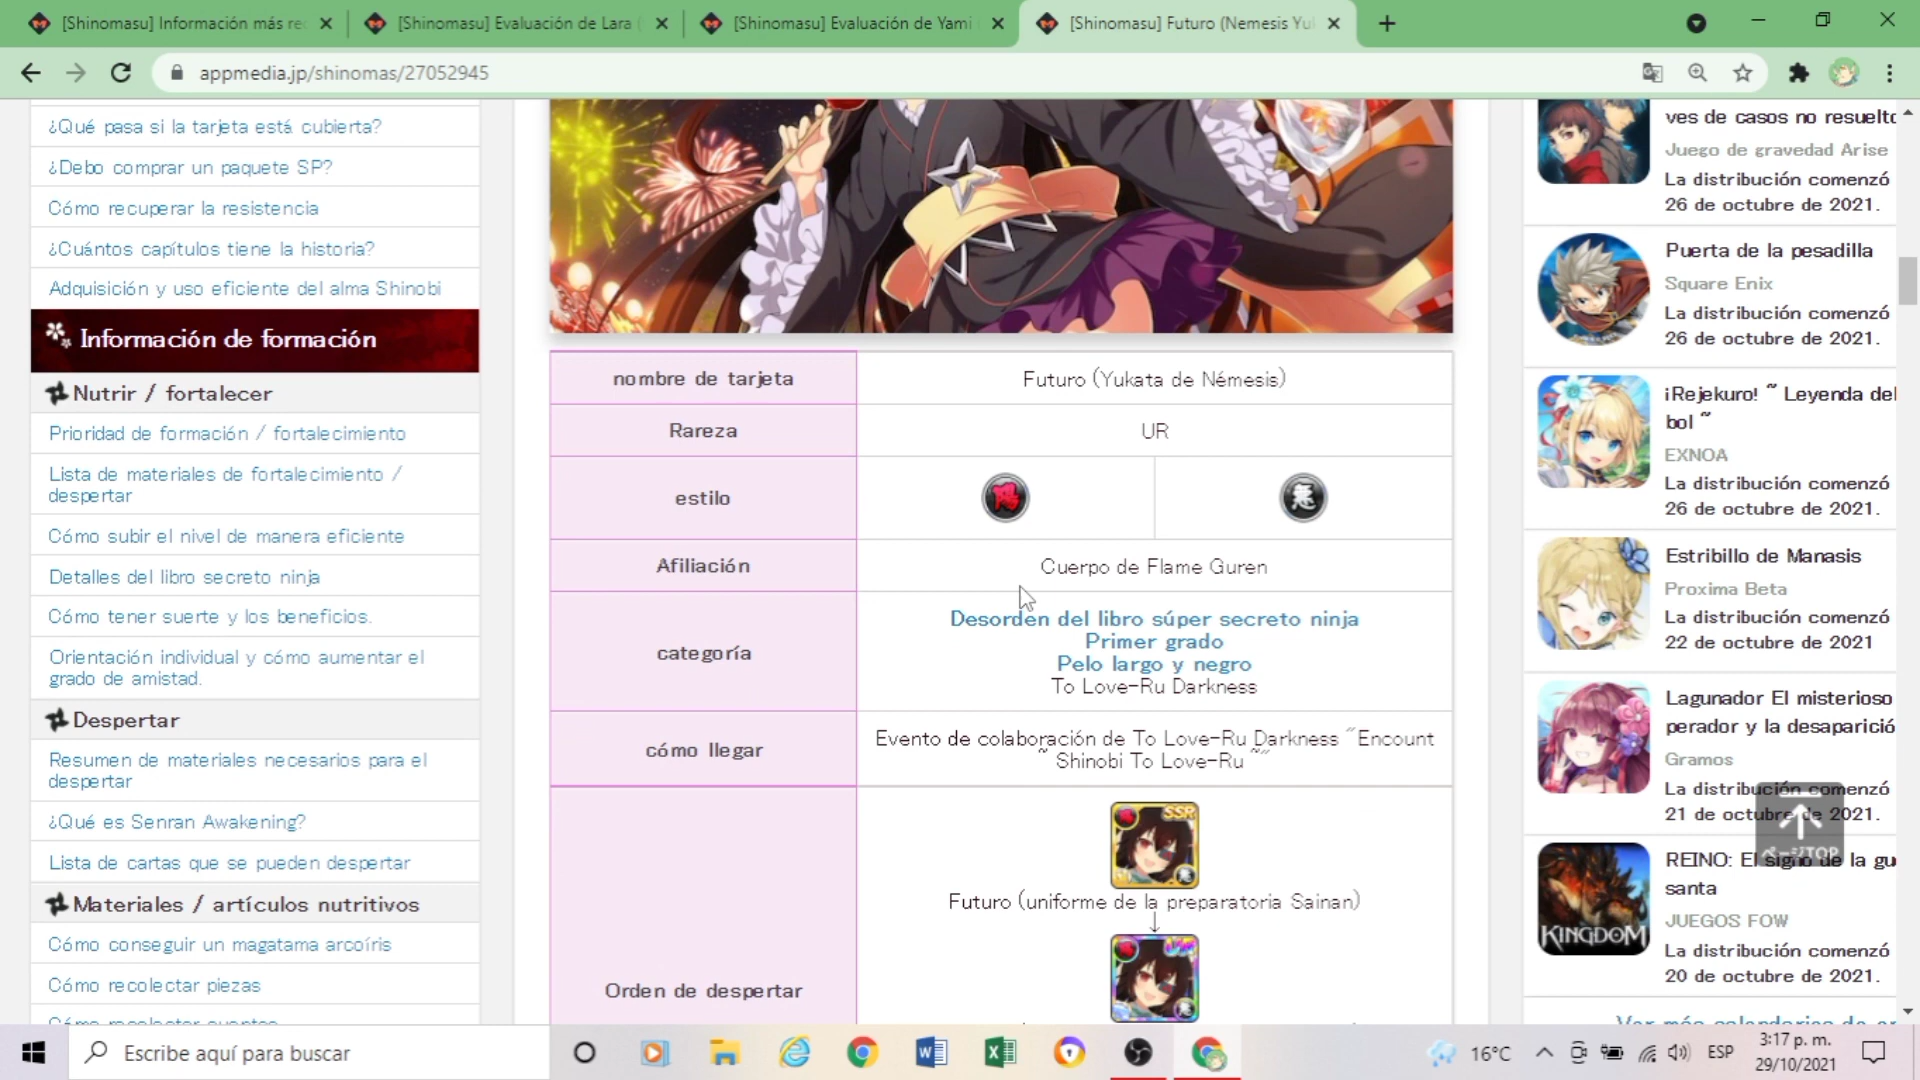 [Shinomasu] Información más re
[Shinomasu] Evaluación de Lara
[Shinomasu] Evaluación de Yami
[Shinomasu] Futuro (Nemesis Yu
appmedia.jp/shinomas/27052945
¿Qué pasa si la tarjeta está cubierta?
¿Debo comprar un paquete SP?
Cómo recuperar la resistencia
¿Cuántos capítulos tiene la historia?
Adquisición y uso eficiente del alma Shinobi
Información de formación
Nutrir / fortalecer
Prioridad de formación / fortalecimiento
Lista de materiales de fortalecimiento /
despertar
Cómo subir el nivel de manera eficiente
Detalles del libro secreto ninja
Cómo tener suerte y los beneficios.
Orientación individual y cómo aumentar el
grado de amistad.
Despertar
Resumen de materiales necesarios para el
despertar
¿Qué es Senran Awakening?
Lista de cartas que se pueden despertar
Materiales / artículos nutritivos
Cómo conseguir un magatama arcoíris
Cómo recolectar piezas
nombre de tarjeta
Futuro (Yukata de Némesis)
Rareza
UR
estilo
陽
悪
Afiliación
Cuerpo de Flame Guren
categoría
Desorden del libro súper secreto ninja
Primer grado
Pelo largo y negro
To Love-Ru Darkness
cómo llegar
Evento de colaboración de To Love-Ru Darkness "Encount
~ Shinobi To Love-Ru ~"
Orden de despertar
SSR
Futuro (uniforme de la preparatoria Sainan)
↓
UR
ves de casos no resuelto
Juego de gravedad Arise
La distribución comenzó
26 de octubre de 2021.
Puerta de la pesadilla
Square Enix
La distribución comenzó
26 de octubre de 2021.
¡Rejekuro! ~ Leyenda del
bol ~
EXNOA
La distribución comenzó
26 de octubre de 2021.
Estribillo de Manasis
Proxima Beta
La distribución comenzó
22 de octubre de 2021
Lagunador El misterioso
perador y la desaparició
Gramos
La distribución comenzó
21 de octubre de 2021.
ページTOP
REINO: El signo de la gu
santa
JUEGOS FOW
KINGDOM
La distribución comenzó
20 de octubre de 2021.
Escribe aquí para buscar
16°C
ESP
3:17 p. m.
29/10/2021